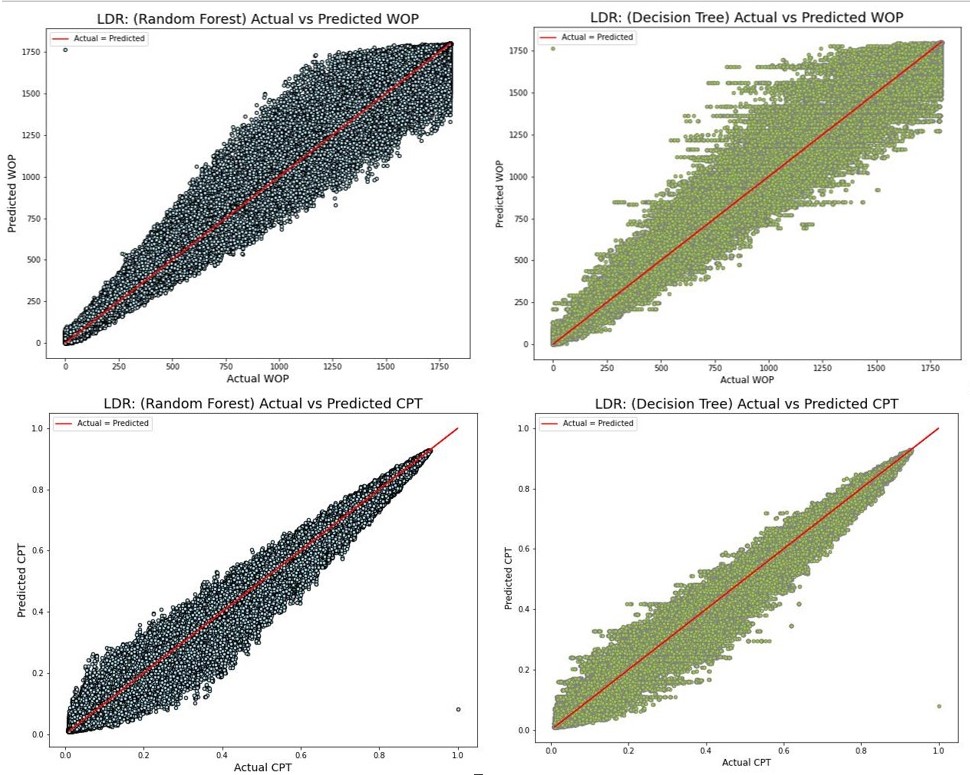 LDR: (Random Forest) Actual vs Predicted WOP
Actual = Predicted
Predicted WOP
1750
1500
1250
1000
750
500
250
0
0 250 500 750 1000 1250 1500 1750
Actual WOP
LDR: (Decision Tree) Actual vs Predicted WOP
Actual = Predicted
Predicted WOP
1750
1500
1250
1000
750
500
250
0
0 250 500 750 1000 1250 1500 1750
Actual WOP
LDR: (Random Forest) Actual vs Predicted CPT
Actual = Predicted
Predicted CPT
1.0
0.8
0.6
0.4
0.2
0.0
0.0 0.2 0.4 0.6 0.8 1.0
Actual CPT
LDR: (Decision Tree) Actual vs Predicted CPT
Actual = Predicted
Predicted CPT
1.0
0.8
0.6
0.4
0.2
0.0
0.0 0.2 0.4 0.6 0.8 1.0
Actual CPT